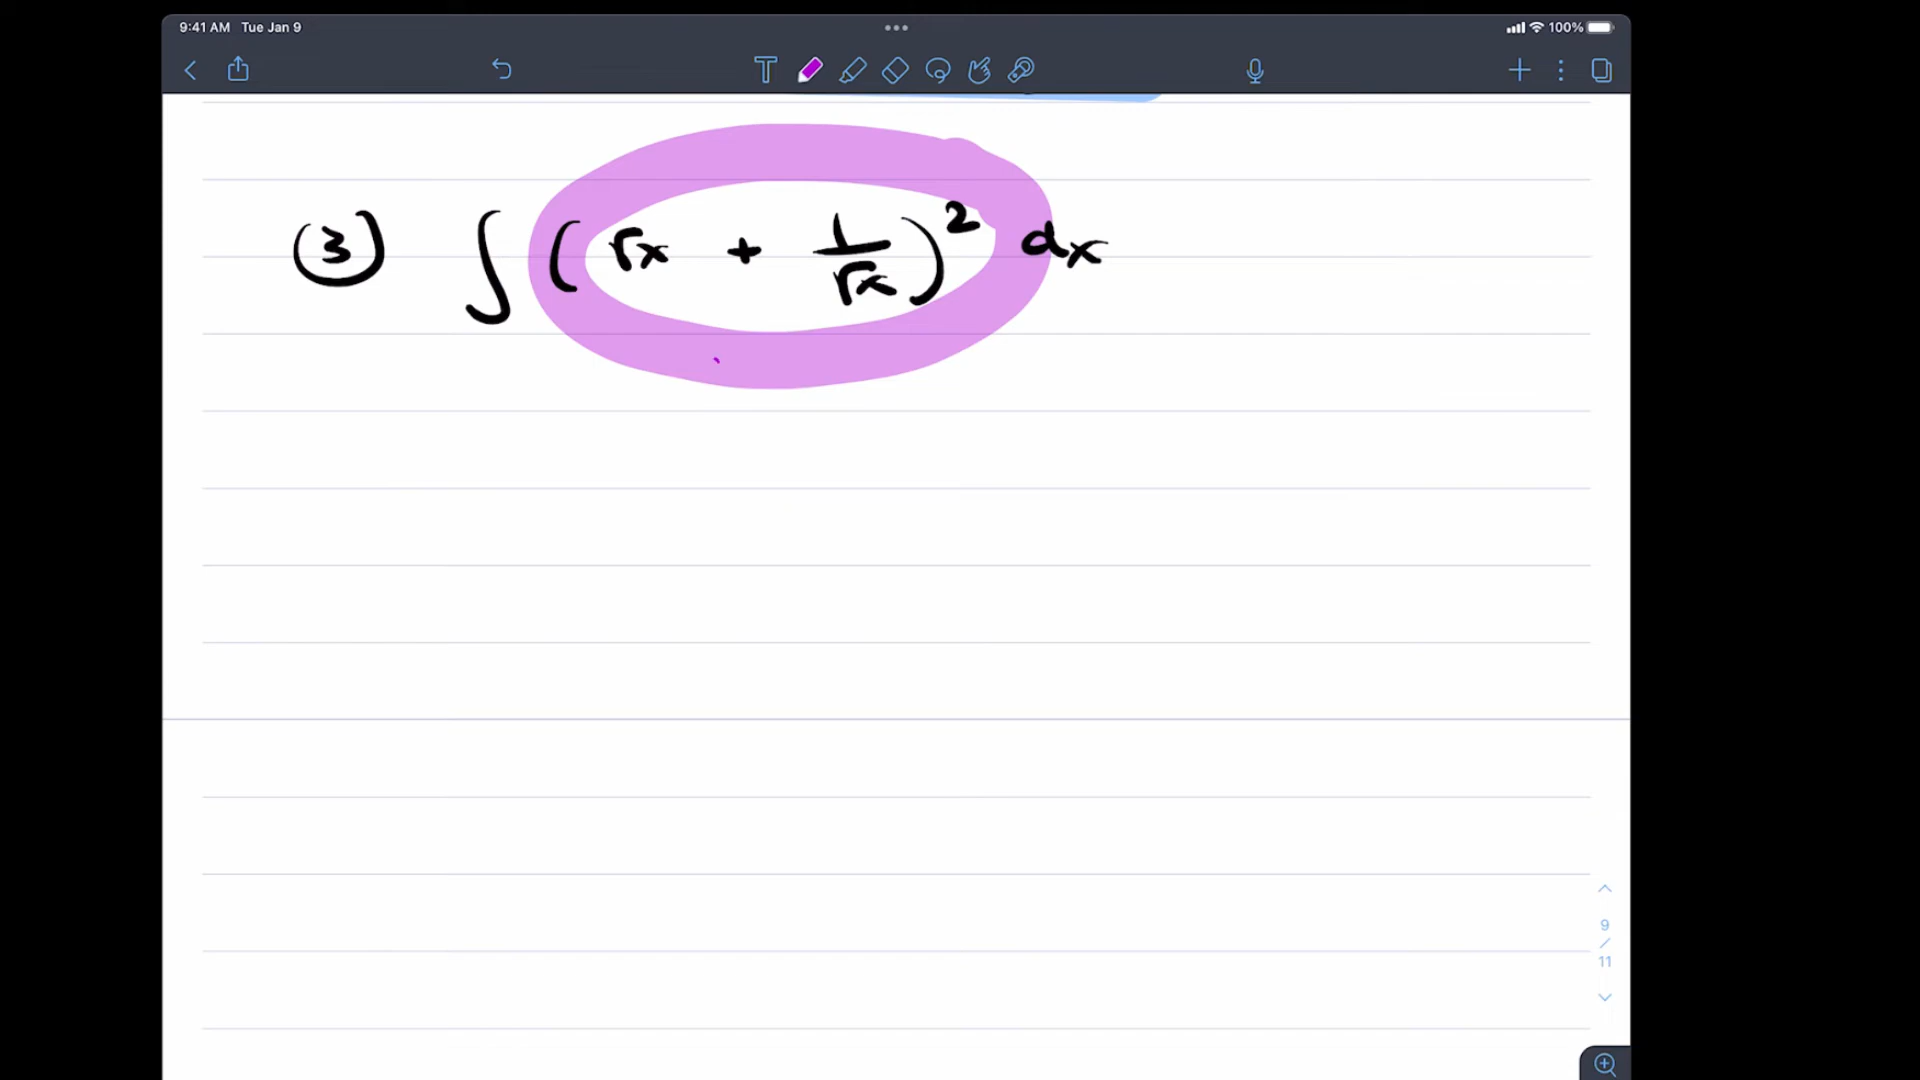 9:41 AM Tue Jan 9
100%
(3) ∫ (√x + 1/√x)² dx
9
/
11